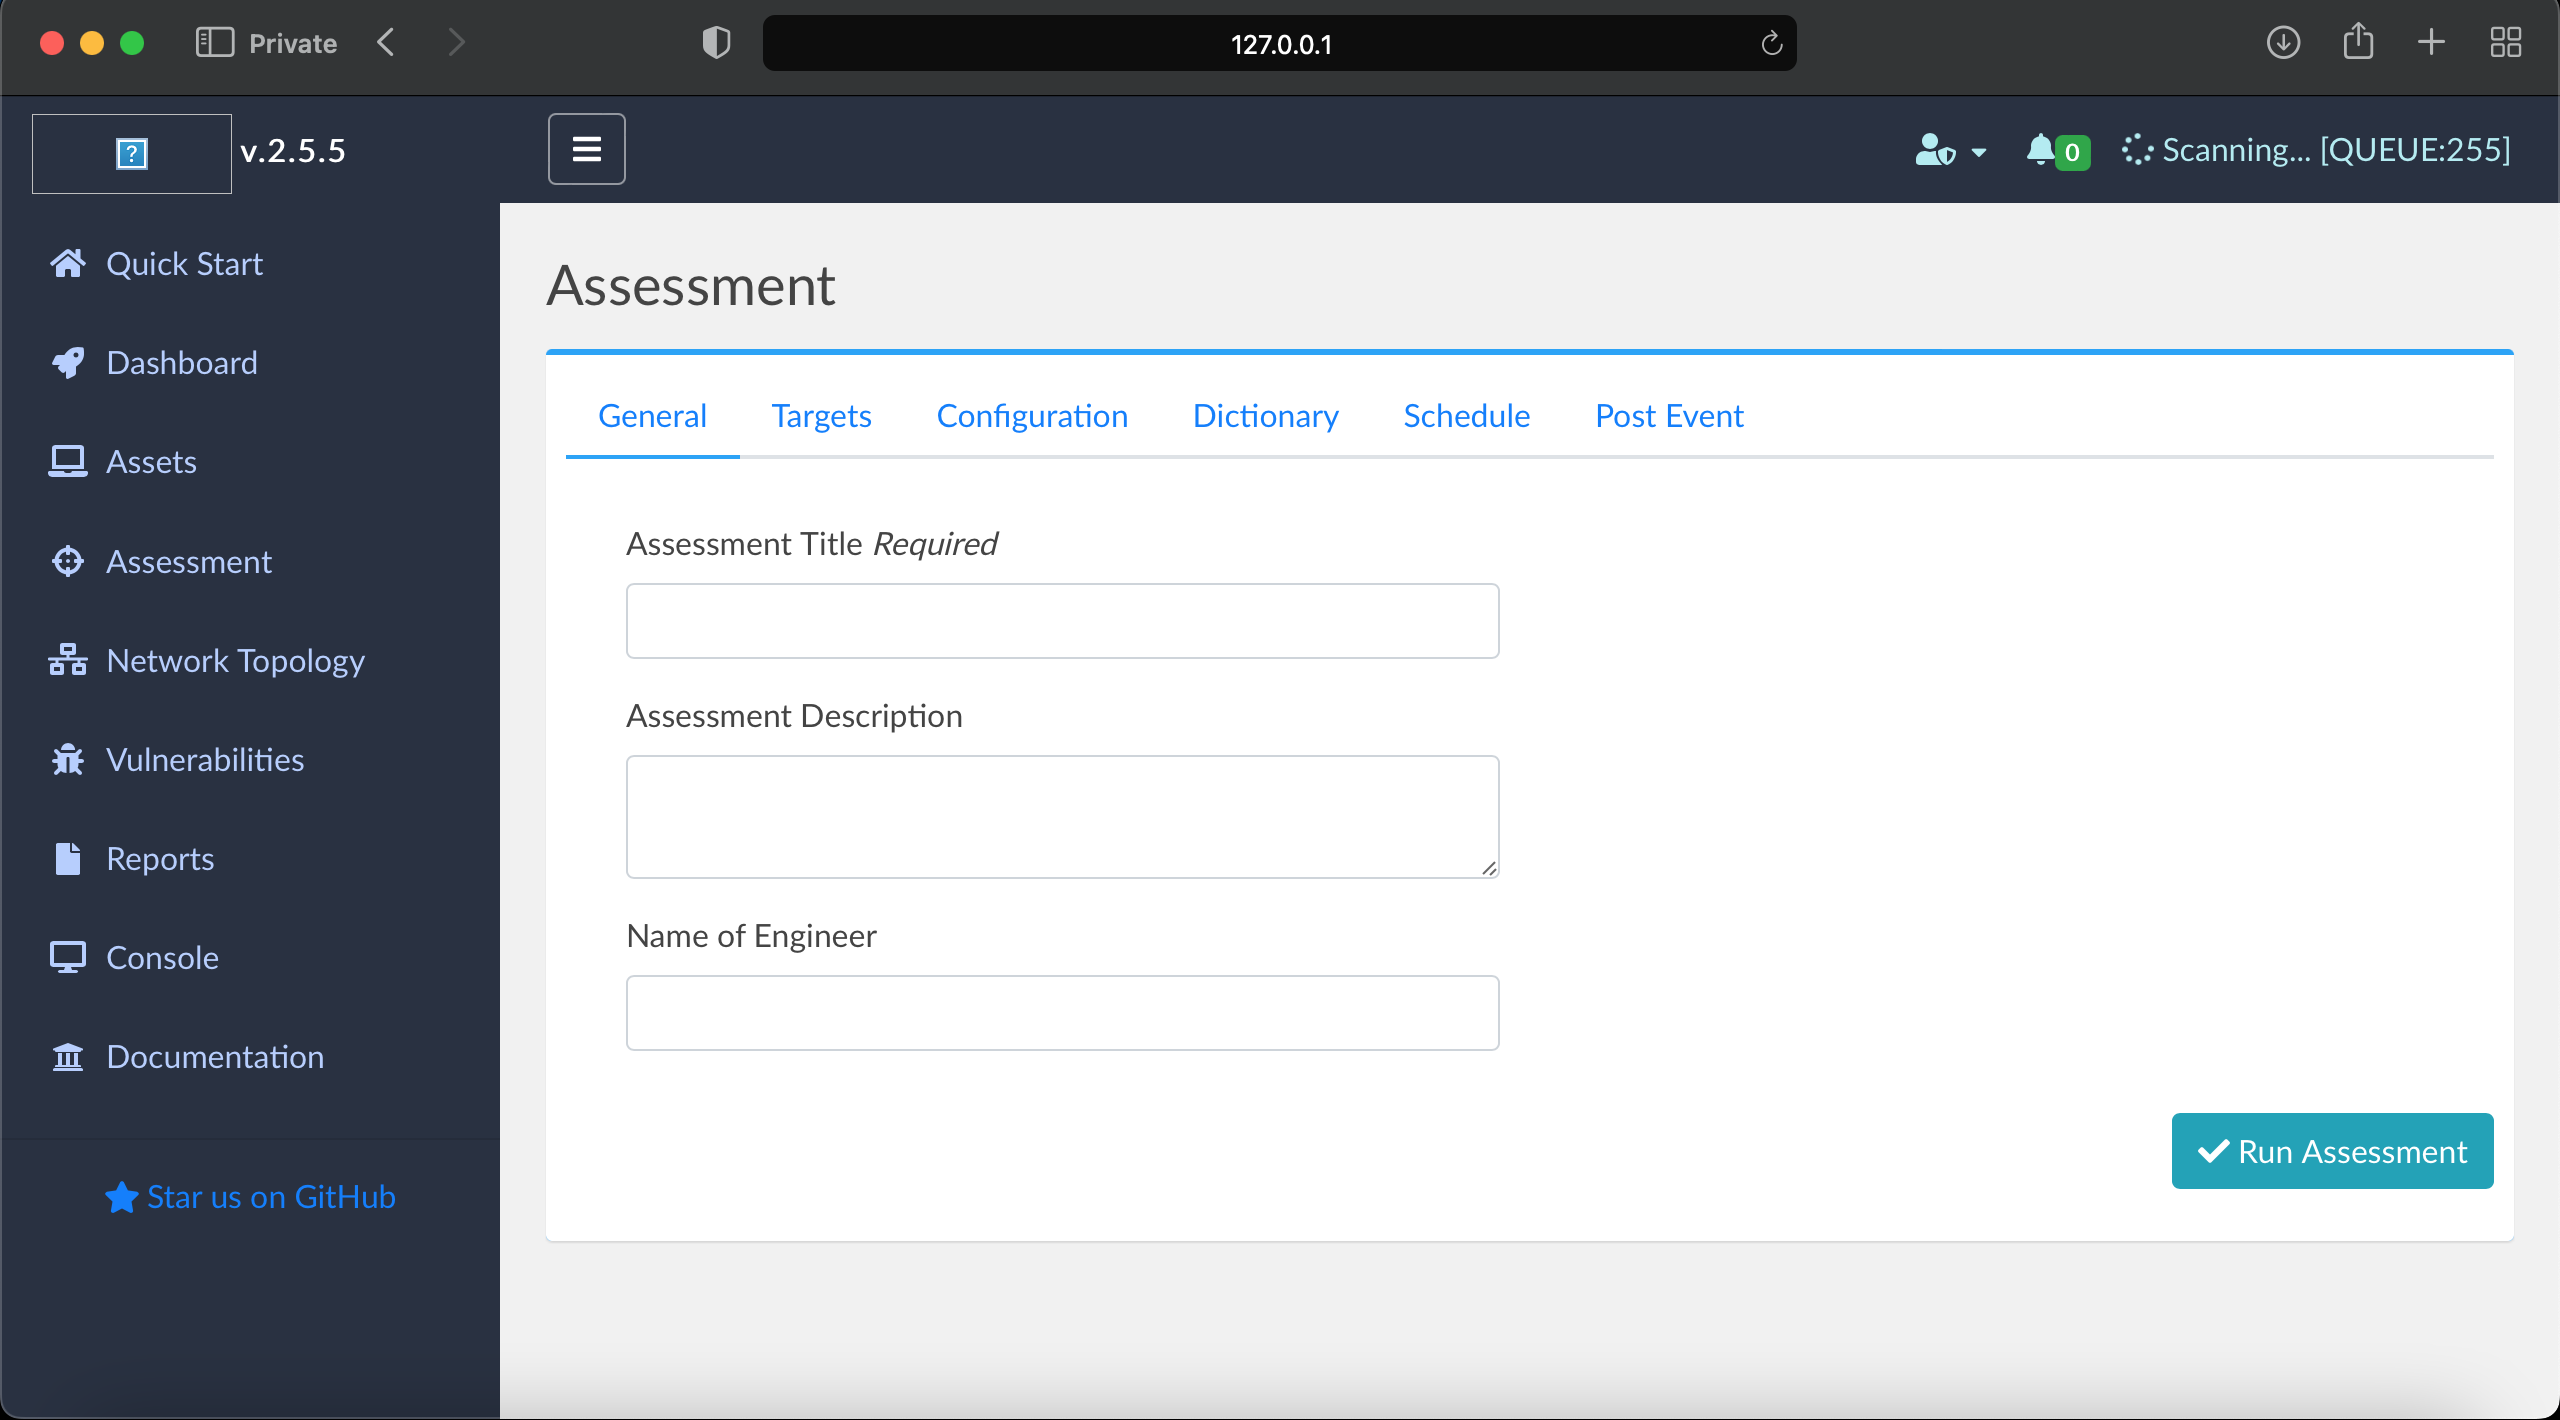 Private
127.0.0.1
v.2.5.5
0
Scanning... [QUEUE:255]
Quick Start
Dashboard
Assets
Assessment
Network Topology
Vulnerabilities
Reports
Console
Documentation
Star us on GitHub
Assessment
General Targets Configuration Dictionary Schedule Post Event
Assessment Title Required
Assessment Description
Name of Engineer
Run Assessment